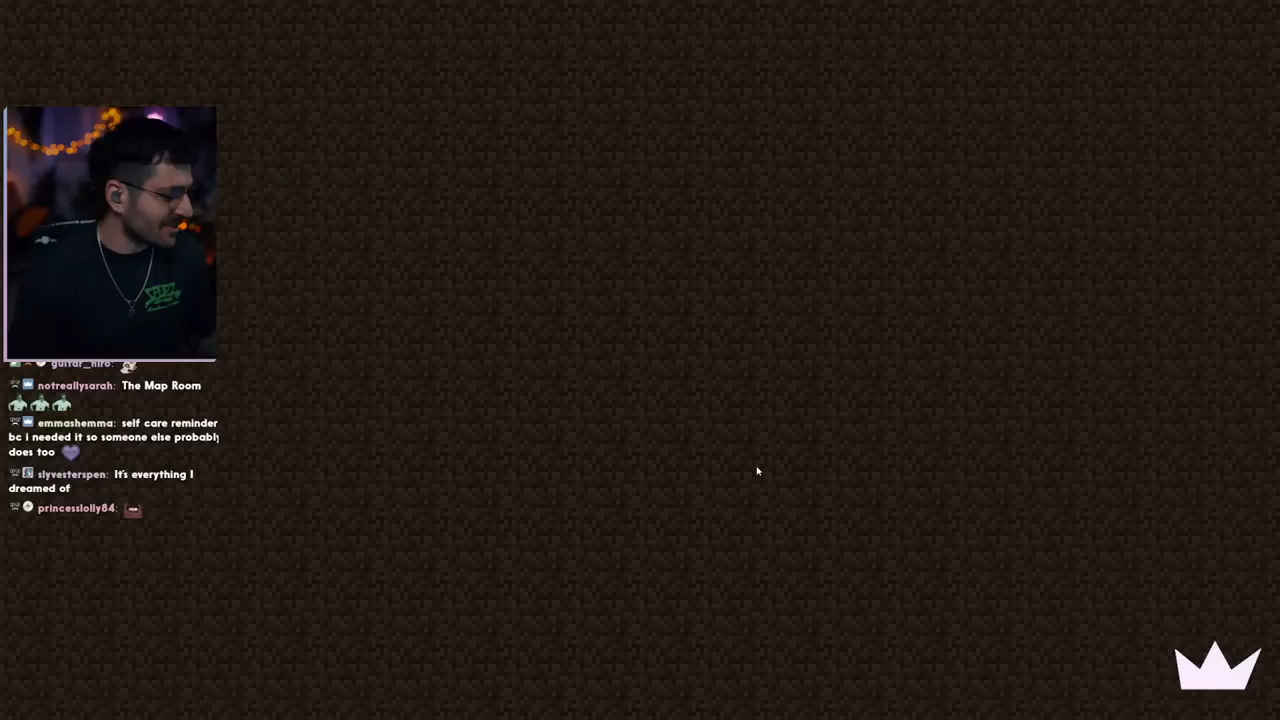 guitar_hiro:
notreallysarah: The Map Room
emmashemma: self care reminder
bc i needed it so someone else probably
does too
slyvesterspen: It's everything I
dreamed of
princesslolly84: